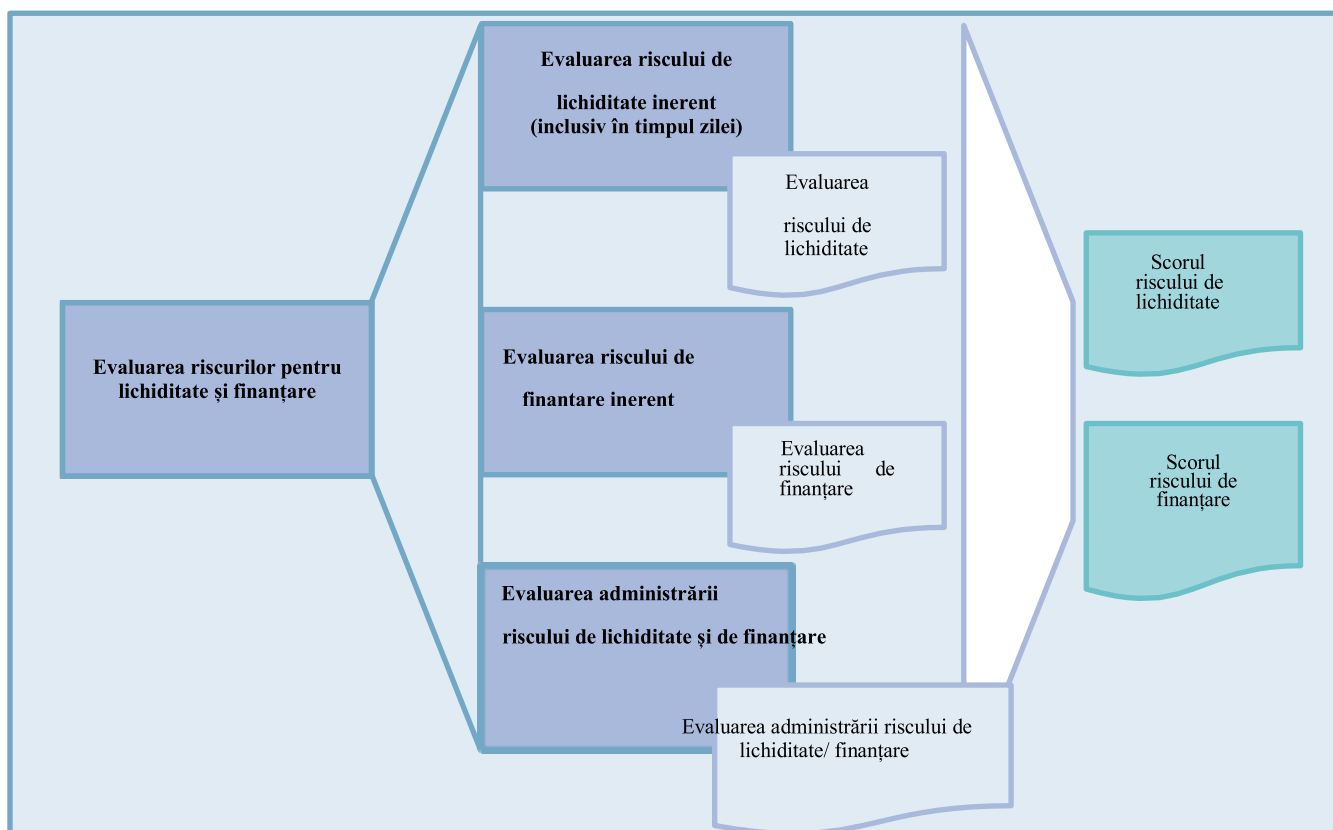 Evaluarea riscurilor pentru
lichiditate și finanțare
Evaluarea riscului de
lichiditate inerent
(inclusiv în timpul zilei)
Evaluarea
riscului de
lichiditate
Evaluarea riscului de
finantare inerent
Evaluarea
riscului de
finanțare
Evaluarea administrării
riscului de lichiditate și de finanțare
Evaluarea administrării riscului de
lichiditate/ finanțare
Scorul
riscului de
lichiditate
Scorul
riscului de
finanțare